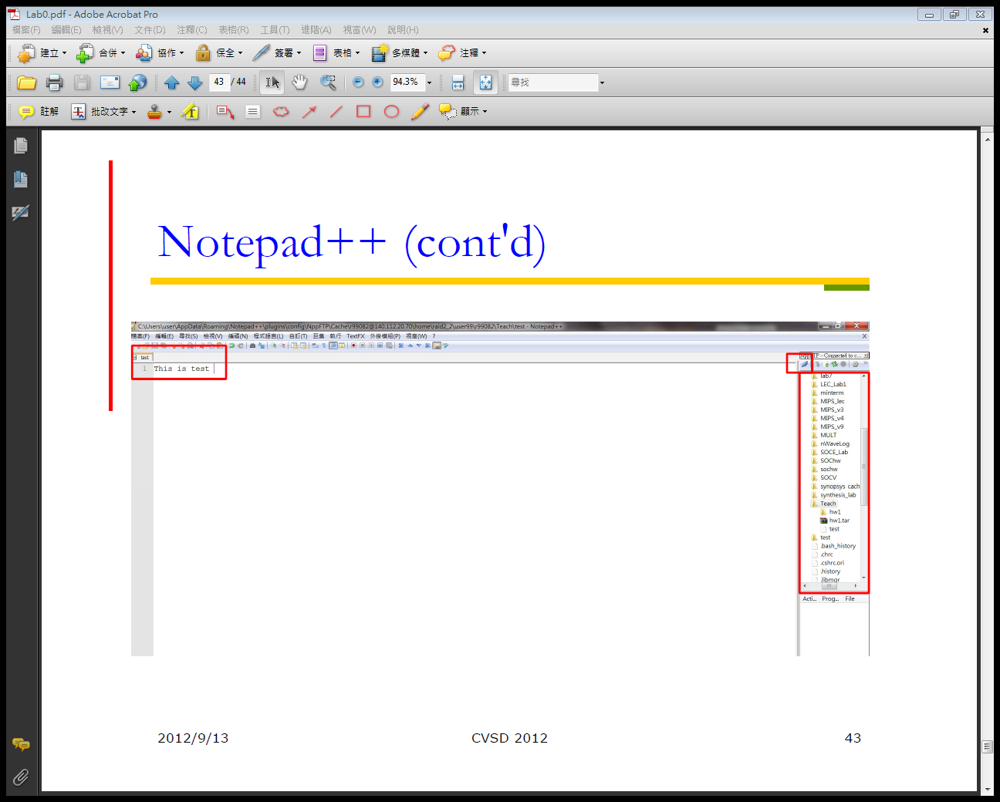 Lab0.pdf - Adobe Acrobat Pro
檔案(F) 編輯(E) 檢視(V) 文件(D) 注釋(C) 表格(R) 工具(T) 進階(A) 視窗(W) 說明(H)
建立 合併 協作 保全 簽署 表格 多媒體 注釋
43 / 44 94.3% 尋找
註解 批改文字 顯示
Notepad++ (cont'd)
C:\Users\user\AppData\Roaming\Notepad++\plugins\config\NppFTP\Cache\r99082@140.112.20.70\home\raid2_2\user99\r99082\Teach\test - Notepad++
檔案(F) 編輯(E) 尋找(S) 檢視(V) 編碼(N) 程式語言(L) 自訂(T) 巨集 執行 TextFX 外掛模組(P) 視窗(W) ? X
test
1 This is test
NppFTP - Connected to c...
lab7
LEC_Lab1
minterm
MIPS_lec
MIPS_v3
MIPS_v4
MIPS_v9
MULT
nWaveLog
SOCE_Lab
SOChw
sochw
SOCV
synopsys_cach
synthesis_lab
Teach
hw1
hw1.tar
test
test
.bash_history
.chrc
.cshrc.ori
.history
.libmgr
Acti... Prog... File
2012/9/13 CVSD 2012 43